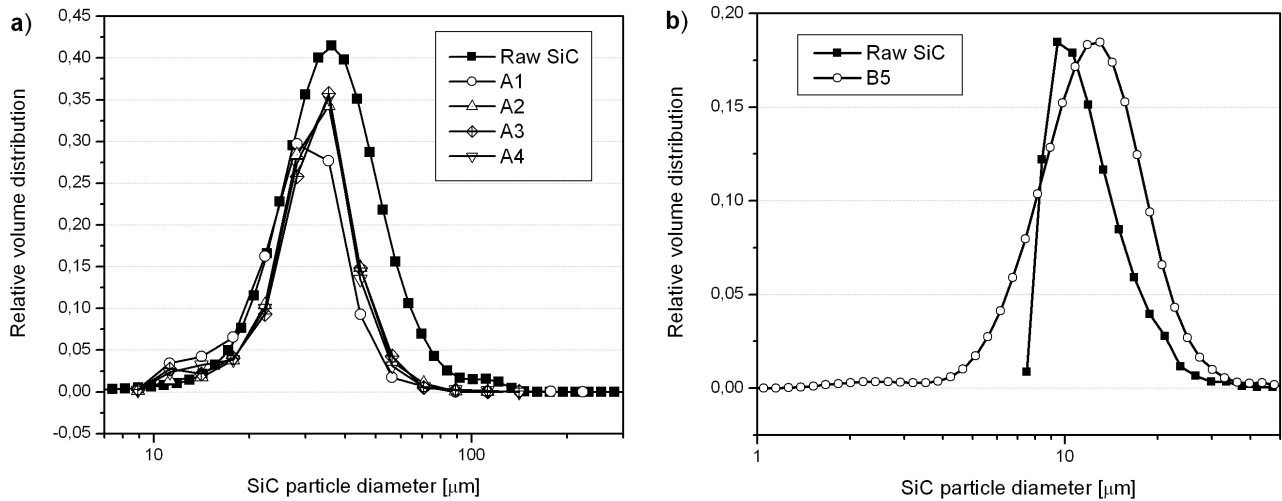 a)
0,45
0,40
0,35
0,30
0,25
0,20
0,15
0,10
0,05
0,00
-0,05
Relative volume distribution
Raw SiC
A1
A2
A3
A4
10
100
SiC particle diameter [μm]
b)
0,20
0,15
0,10
0,05
0,00
Relative volume distribution
Raw SiC
B5
1
10
SiC particle diameter [μm]